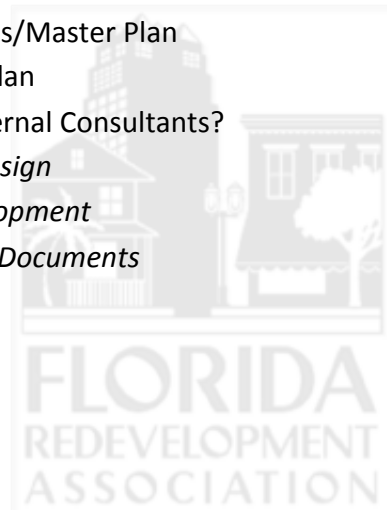 s/Master Plan
lan
ernal Consultants?
sign
opment
Documents
FLORIDA
REDEVELOPMENT
ASSOCIATION